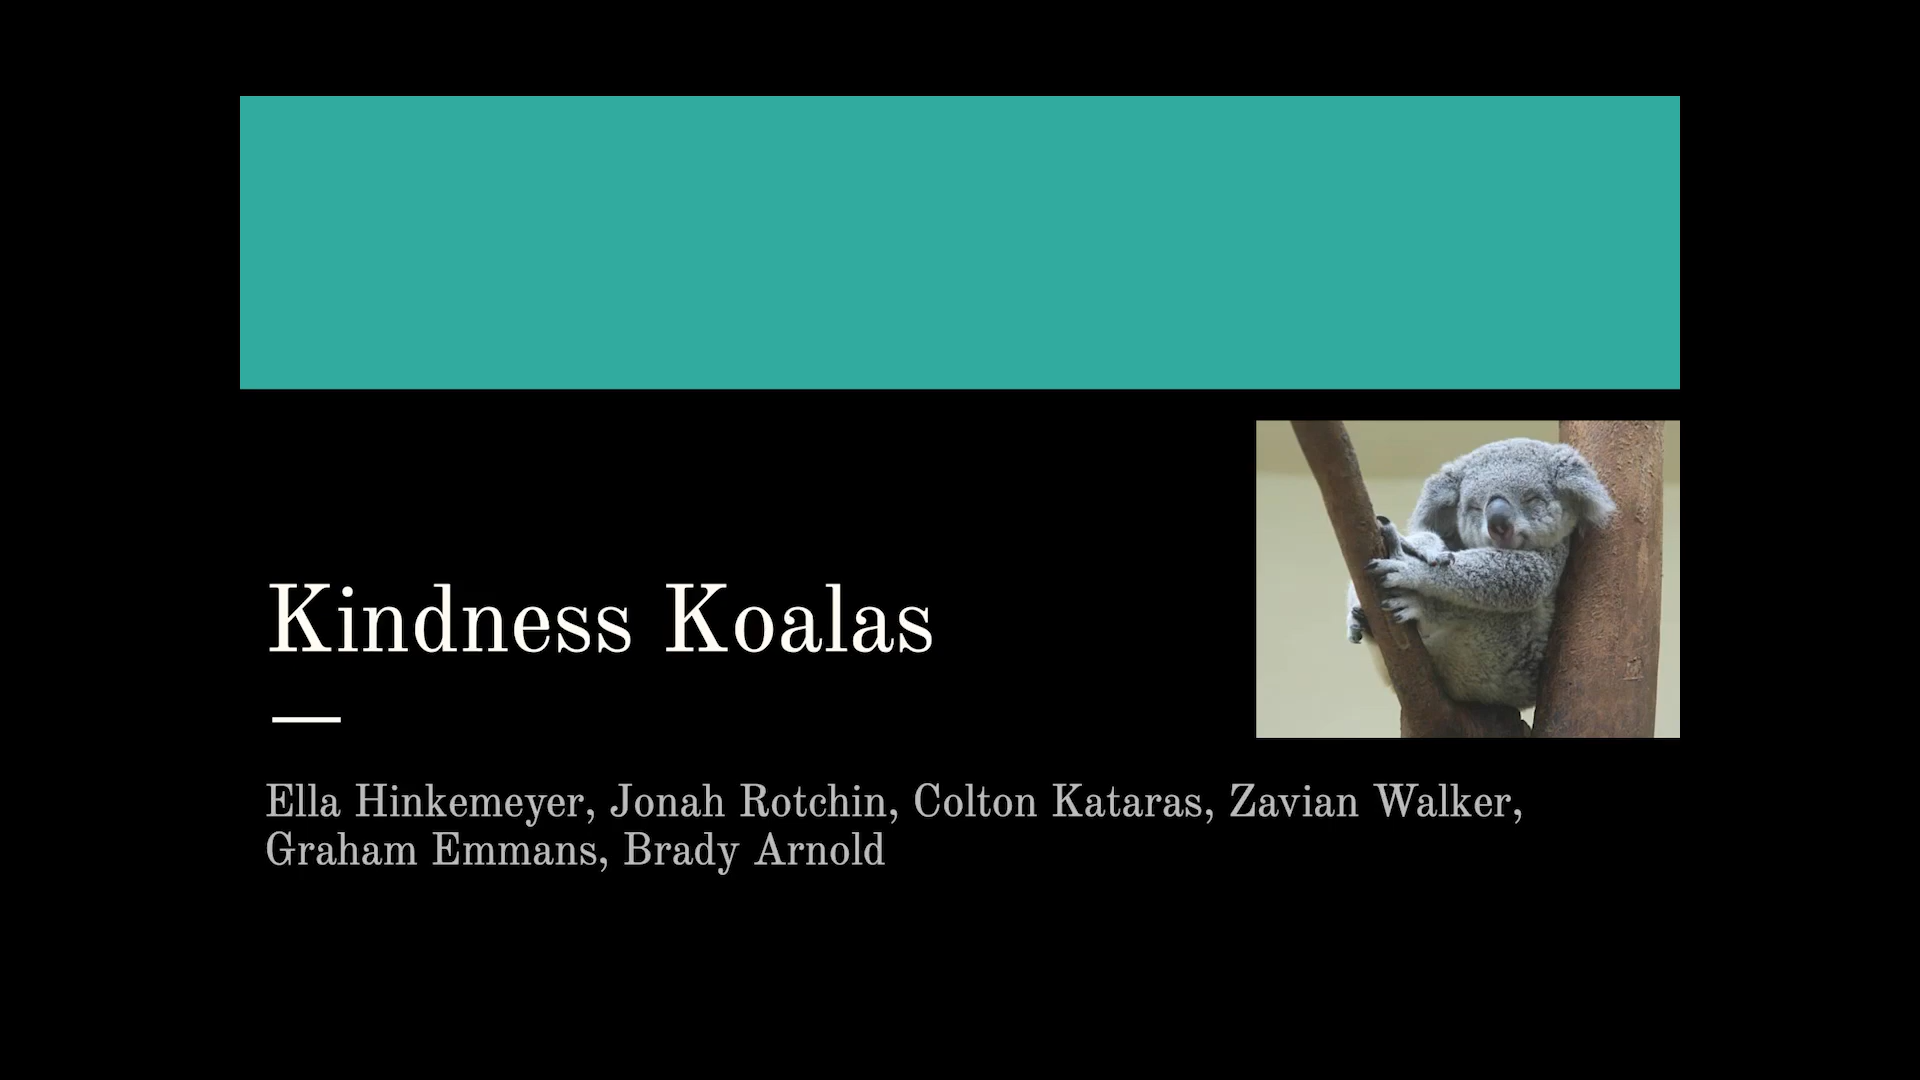 Kindness Koalas
Ella Hinkemeyer, Jonah Rotchin, Colton Kataras, Zavian Walker,
Graham Emmans, Brady Arnold